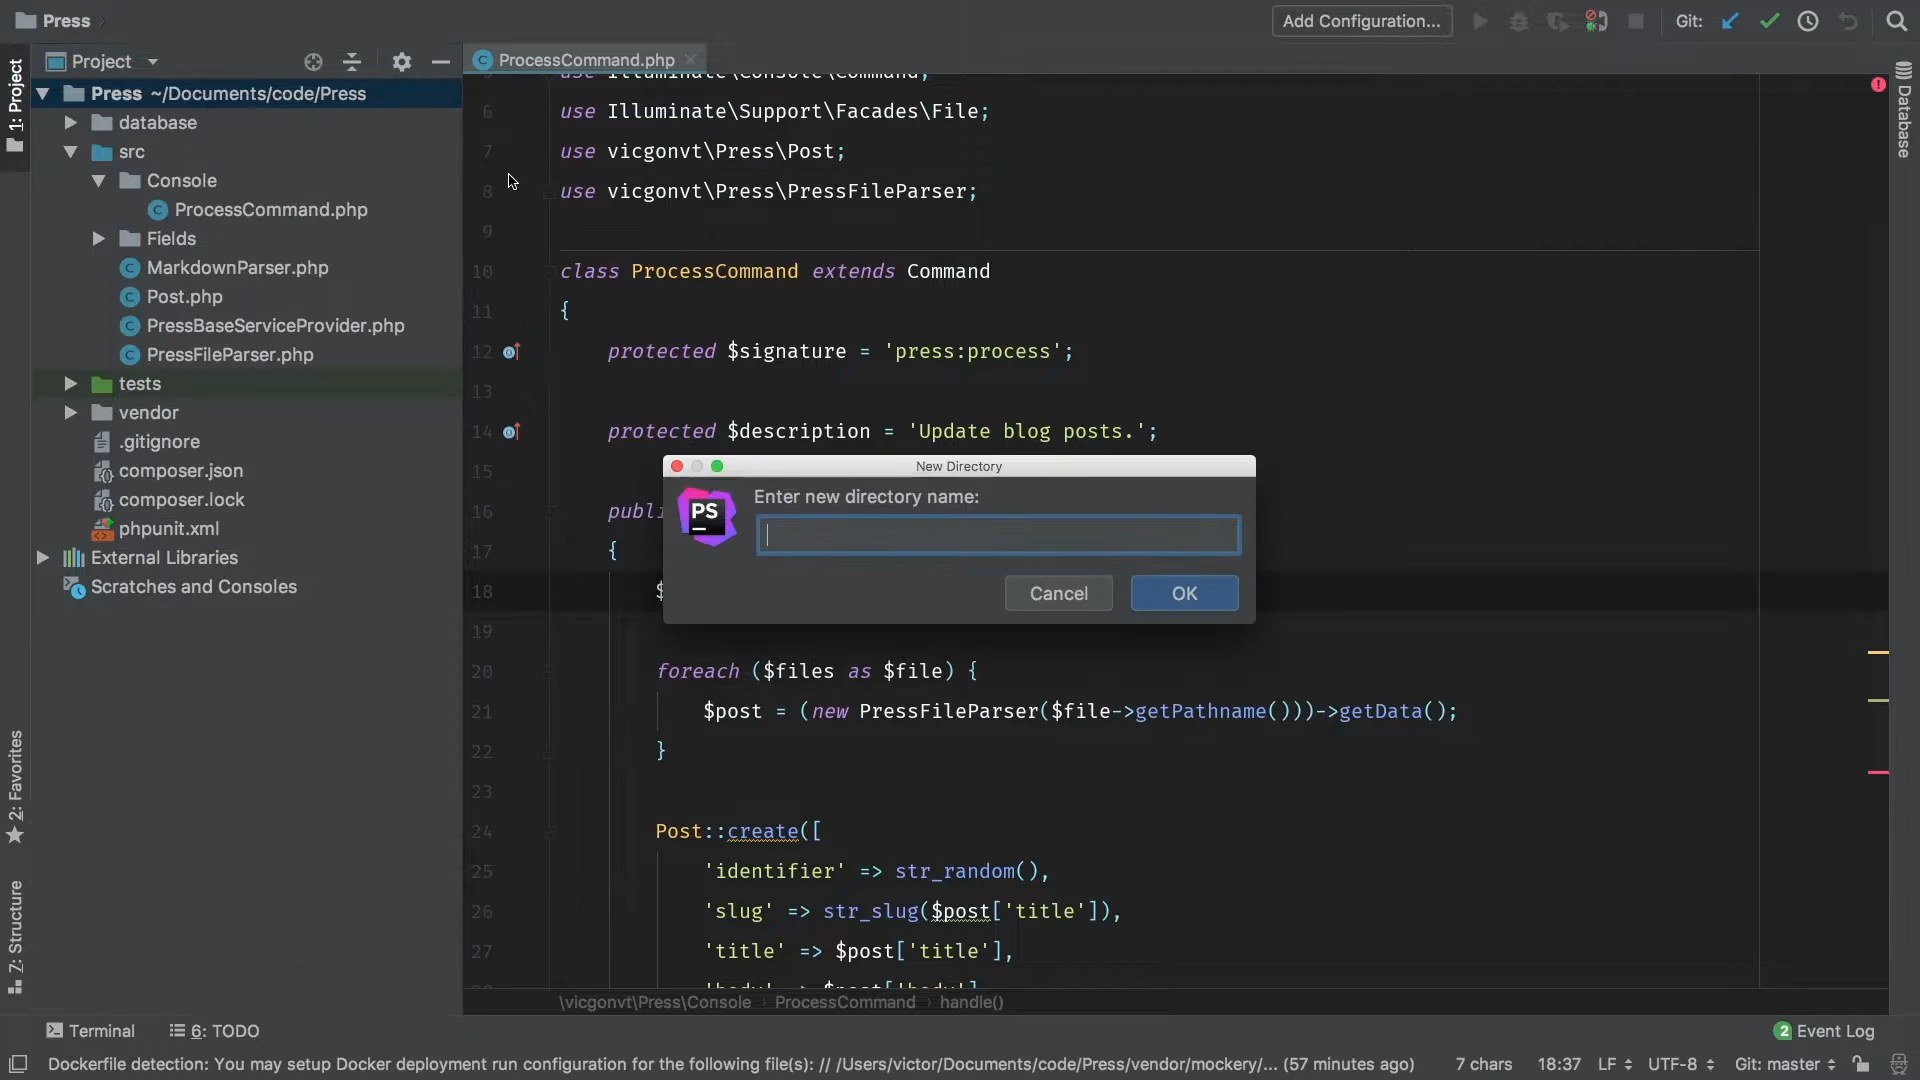 Press
Add Configuration...
Git:
1: Project
Project
ProcessCommand.php
Database
Press ~/Documents/code/Press
database
src
Console
ProcessCommand.php
Fields
MarkdownParser.php
Post.php
PressBaseServiceProvider.php
PressFileParser.php
tests
vendor
.gitignore
composer.json
composer.lock
phpunit.xml
External Libraries
Scratches and Consoles
2: Favorites
Z: Structure
use Illuminate\Console\Command;
6 use Illuminate\Support\Facades\File;
7 use vicgonvt\Press\Post;
8 use vicgonvt\Press\PressFileParser;
9
10 class ProcessCommand extends Command
11 {
12 protected $signature = 'press:process';
13
14 protected $description = 'Update blog posts.';
15
16 publi
17 {
18 $
19
20 foreach ($files as $file) {
21 $post = (new PressFileParser($file->getPathname()))->getData();
22 }
23
24 Post::create([
25 'identifier' => str_random(),
26 'slug' => str_slug($post['title']),
27 'title' => $post['title'],
New Directory
PS
Enter new directory name:
Cancel
OK
\vicgonvt\Press\Console › ProcessCommand › handle()
Terminal
6: TODO
2 Event Log
Dockerfile detection: You may setup Docker deployment run configuration for the following file(s): // /Users/victor/Documents/code/Press/vendor/mockery/... (57 minutes ago)
7 chars
18:37
LF
UTF-8
Git: master